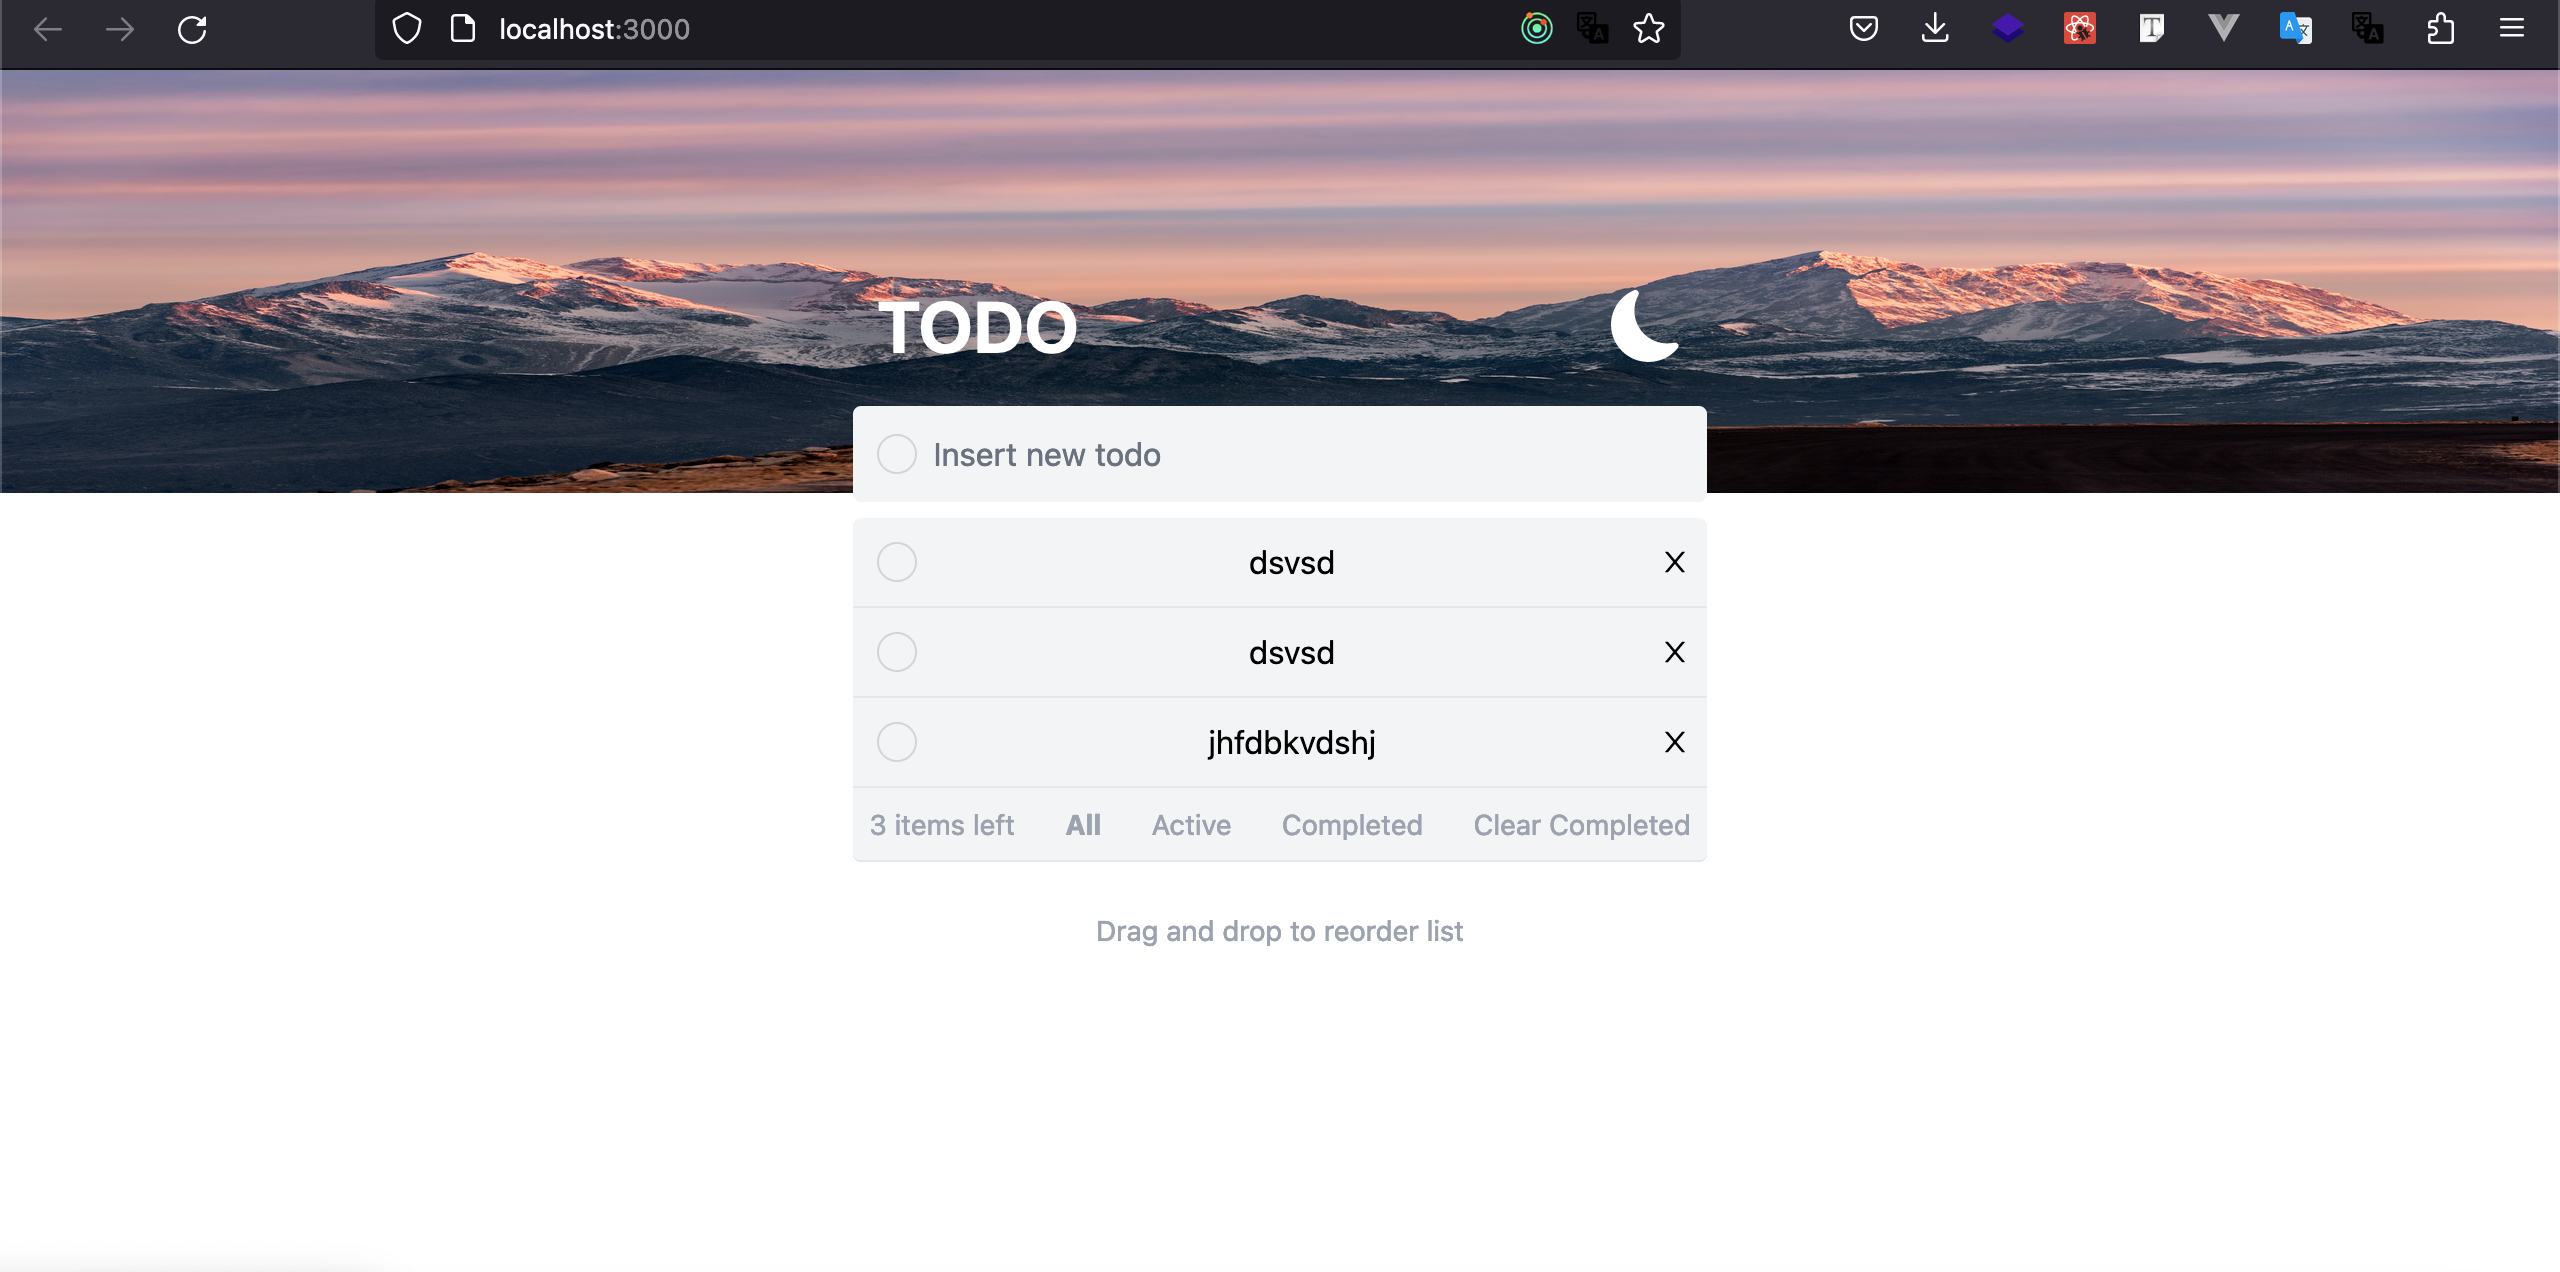 localhost:3000
TODO
Insert new todo
dsvsd X
dsvsd X
jhfdbkvdshj X
3 items left All Active Completed Clear Completed
Drag and drop to reorder list